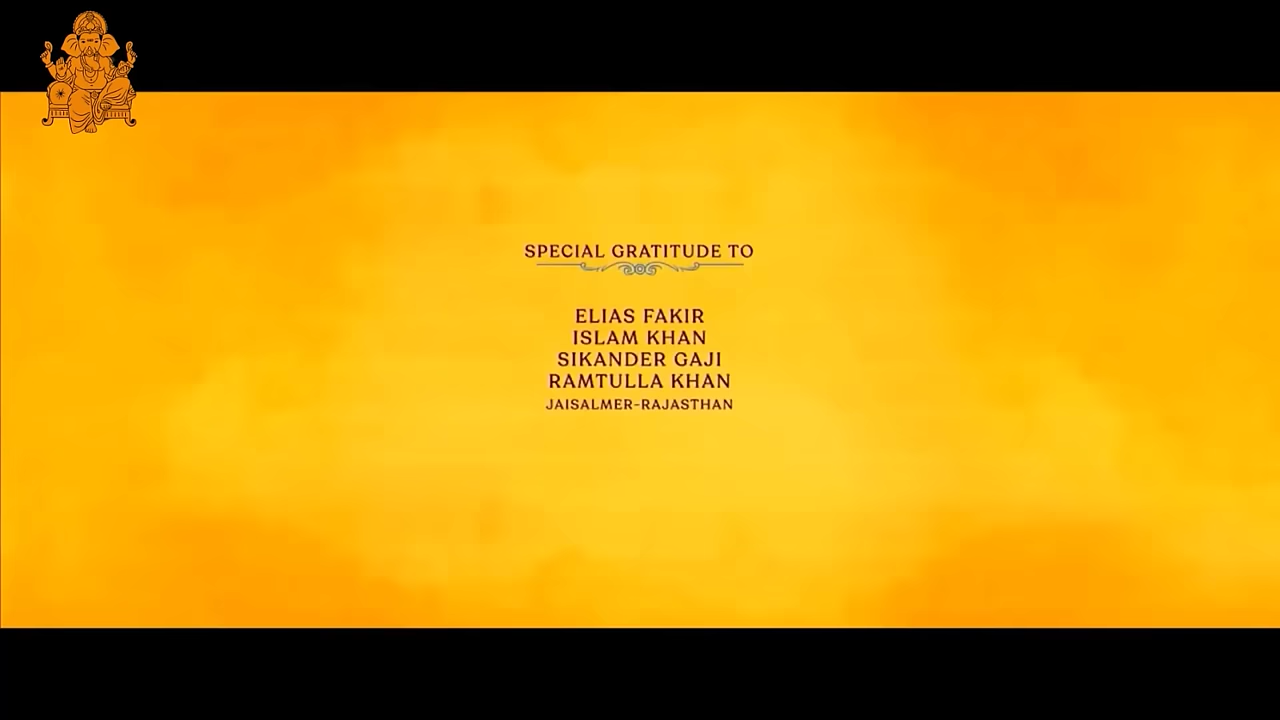 SPECIAL GRATITUDE TO
ELIAS FAKIR
ISLAM KHAN
SIKANDER GAJI
RAMTULLA KHAN
JAISALMER-RAJASTHAN